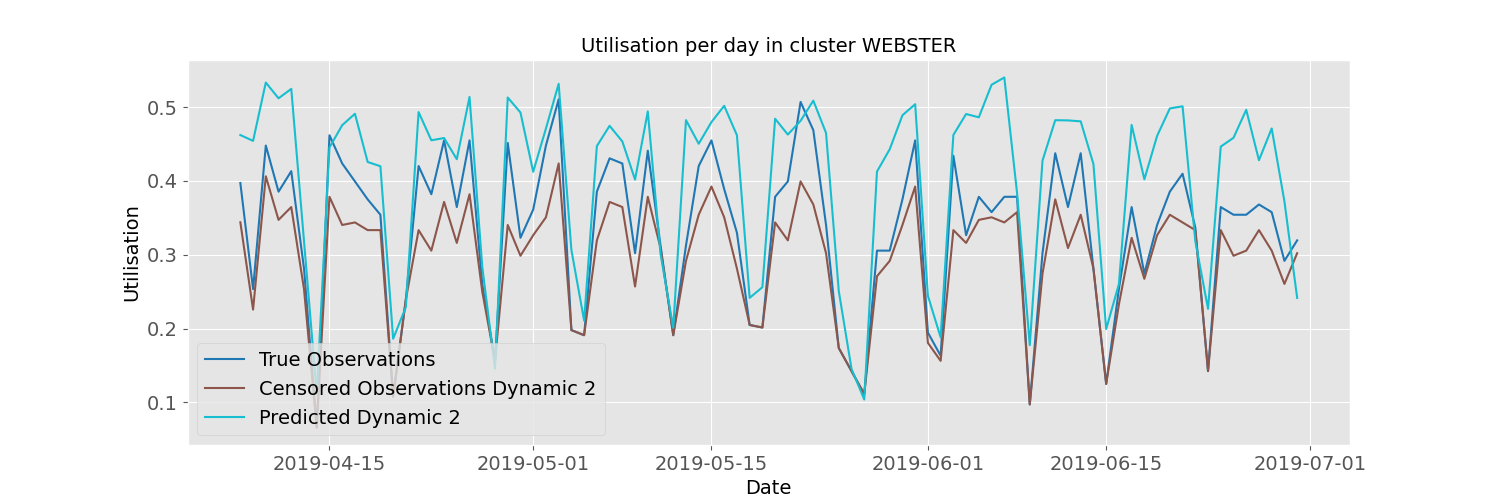 Utilisation per day in cluster WEBSTER
Utilisation
0.5
0.4
0.3
0.2
0.1
True Observations
Censored Observations Dynamic 2
Predicted Dynamic 2
2019-04-15
2019-05-01
2019-05-15
2019-06-01
2019-06-15
2019-07-01
Date